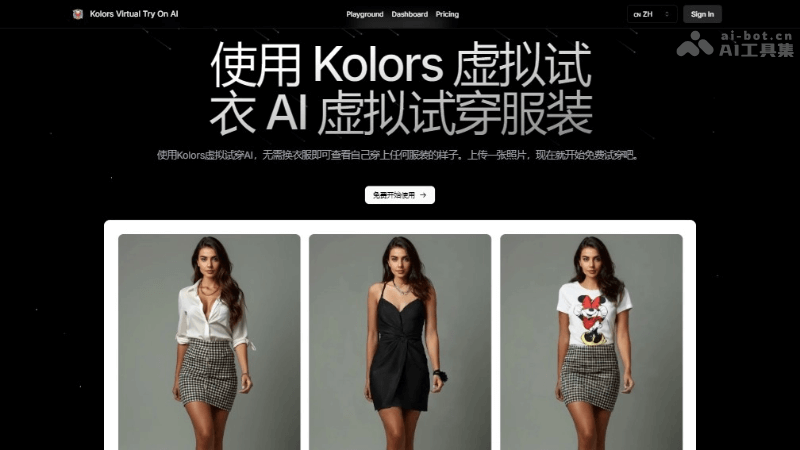 Kolors Virtual Try On AI
Playground Dashboard Pricing
CN ZH
Sign In
ai-bot.cn
AI工具集
使用 Kolors 虚拟试
衣 AI 虚拟试穿服装
使用Kolors虚拟试穿AI，无需换衣服即可查看自己穿上任何服装的样子。上传一张照片，现在就开始免费试穿吧。
免费开始使用 →